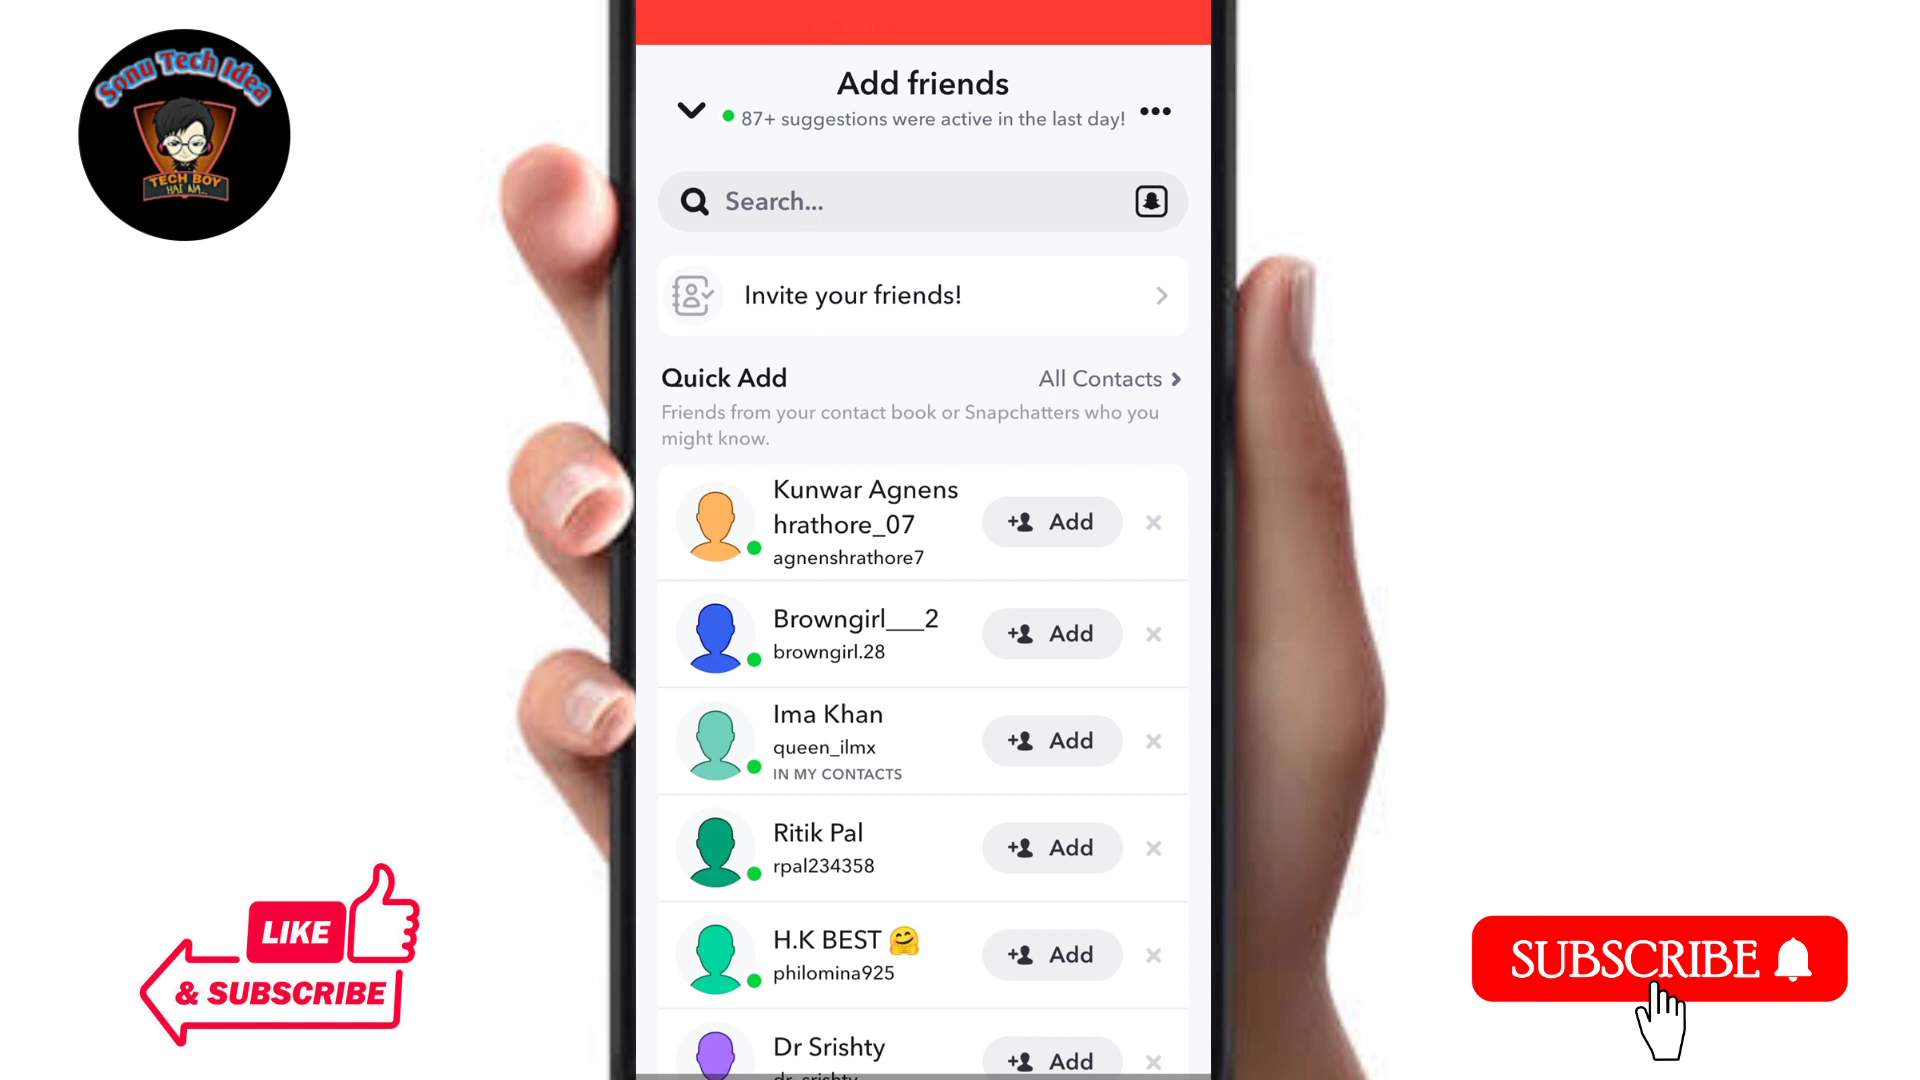 Sonu Tech Idea
TECH BOY
HAI NA...
Add friends
87+ suggestions were active in the last day!
Search...
Invite your friends!
Quick Add
All Contacts
Friends from your contact book or Snapchatters who you
might know.
Kunwar Agnens
hrathore_07
agnenshrathore7
Add
Browngirl___2
browngirl.28
Add
Ima Khan
queen_ilmx
IN MY CONTACTS
Add
Ritik Pal
rpal234358
Add
H.K BEST 🤗
philomina925
Add
Dr Srishty
dr_srishty
Add
LIKE
& SUBSCRIBE
SUBSCRIBE